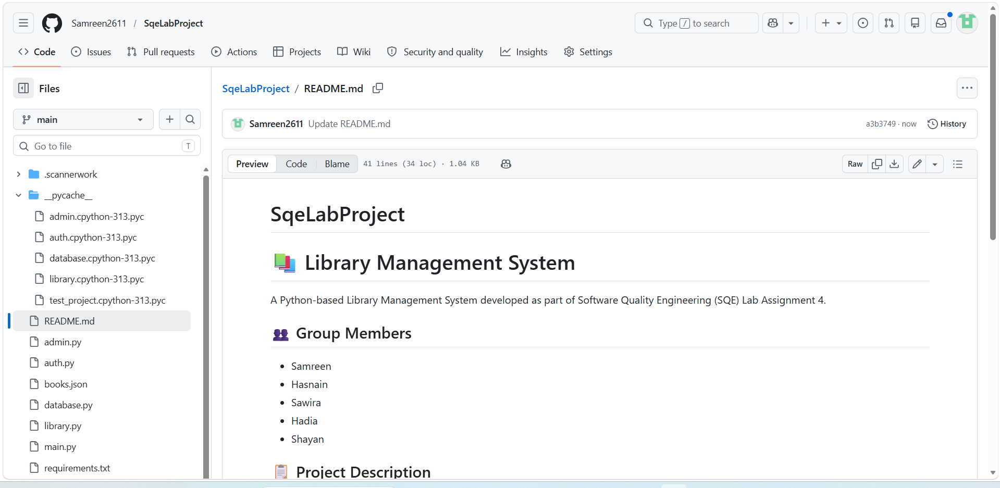 Samreen2611 / SqeLabProject
Type / to search
Code Issues Pull requests Actions Projects Wiki Security and quality Insights Settings
Files
main
Go to file T
.scannerwork
__pycache__
admin.cpython-313.pyc
auth.cpython-313.pyc
database.cpython-313.pyc
library.cpython-313.pyc
test_project.cpython-313.pyc
README.md
admin.py
auth.py
books.json
database.py
library.py
main.py
requirements.txt
SqeLabProject / README.md
Samreen2611 Update README.md a3b3749 · now History
Preview Code Blame 41 lines (34 loc) · 1.04 KB Raw
SqeLabProject
📚 Library Management System
A Python-based Library Management System developed as part of Software Quality Engineering (SQE) Lab Assignment 4.
👥 Group Members
• Samreen
• Hasnain
• Sawira
• Hadia
• Shayan
📋 Project Description